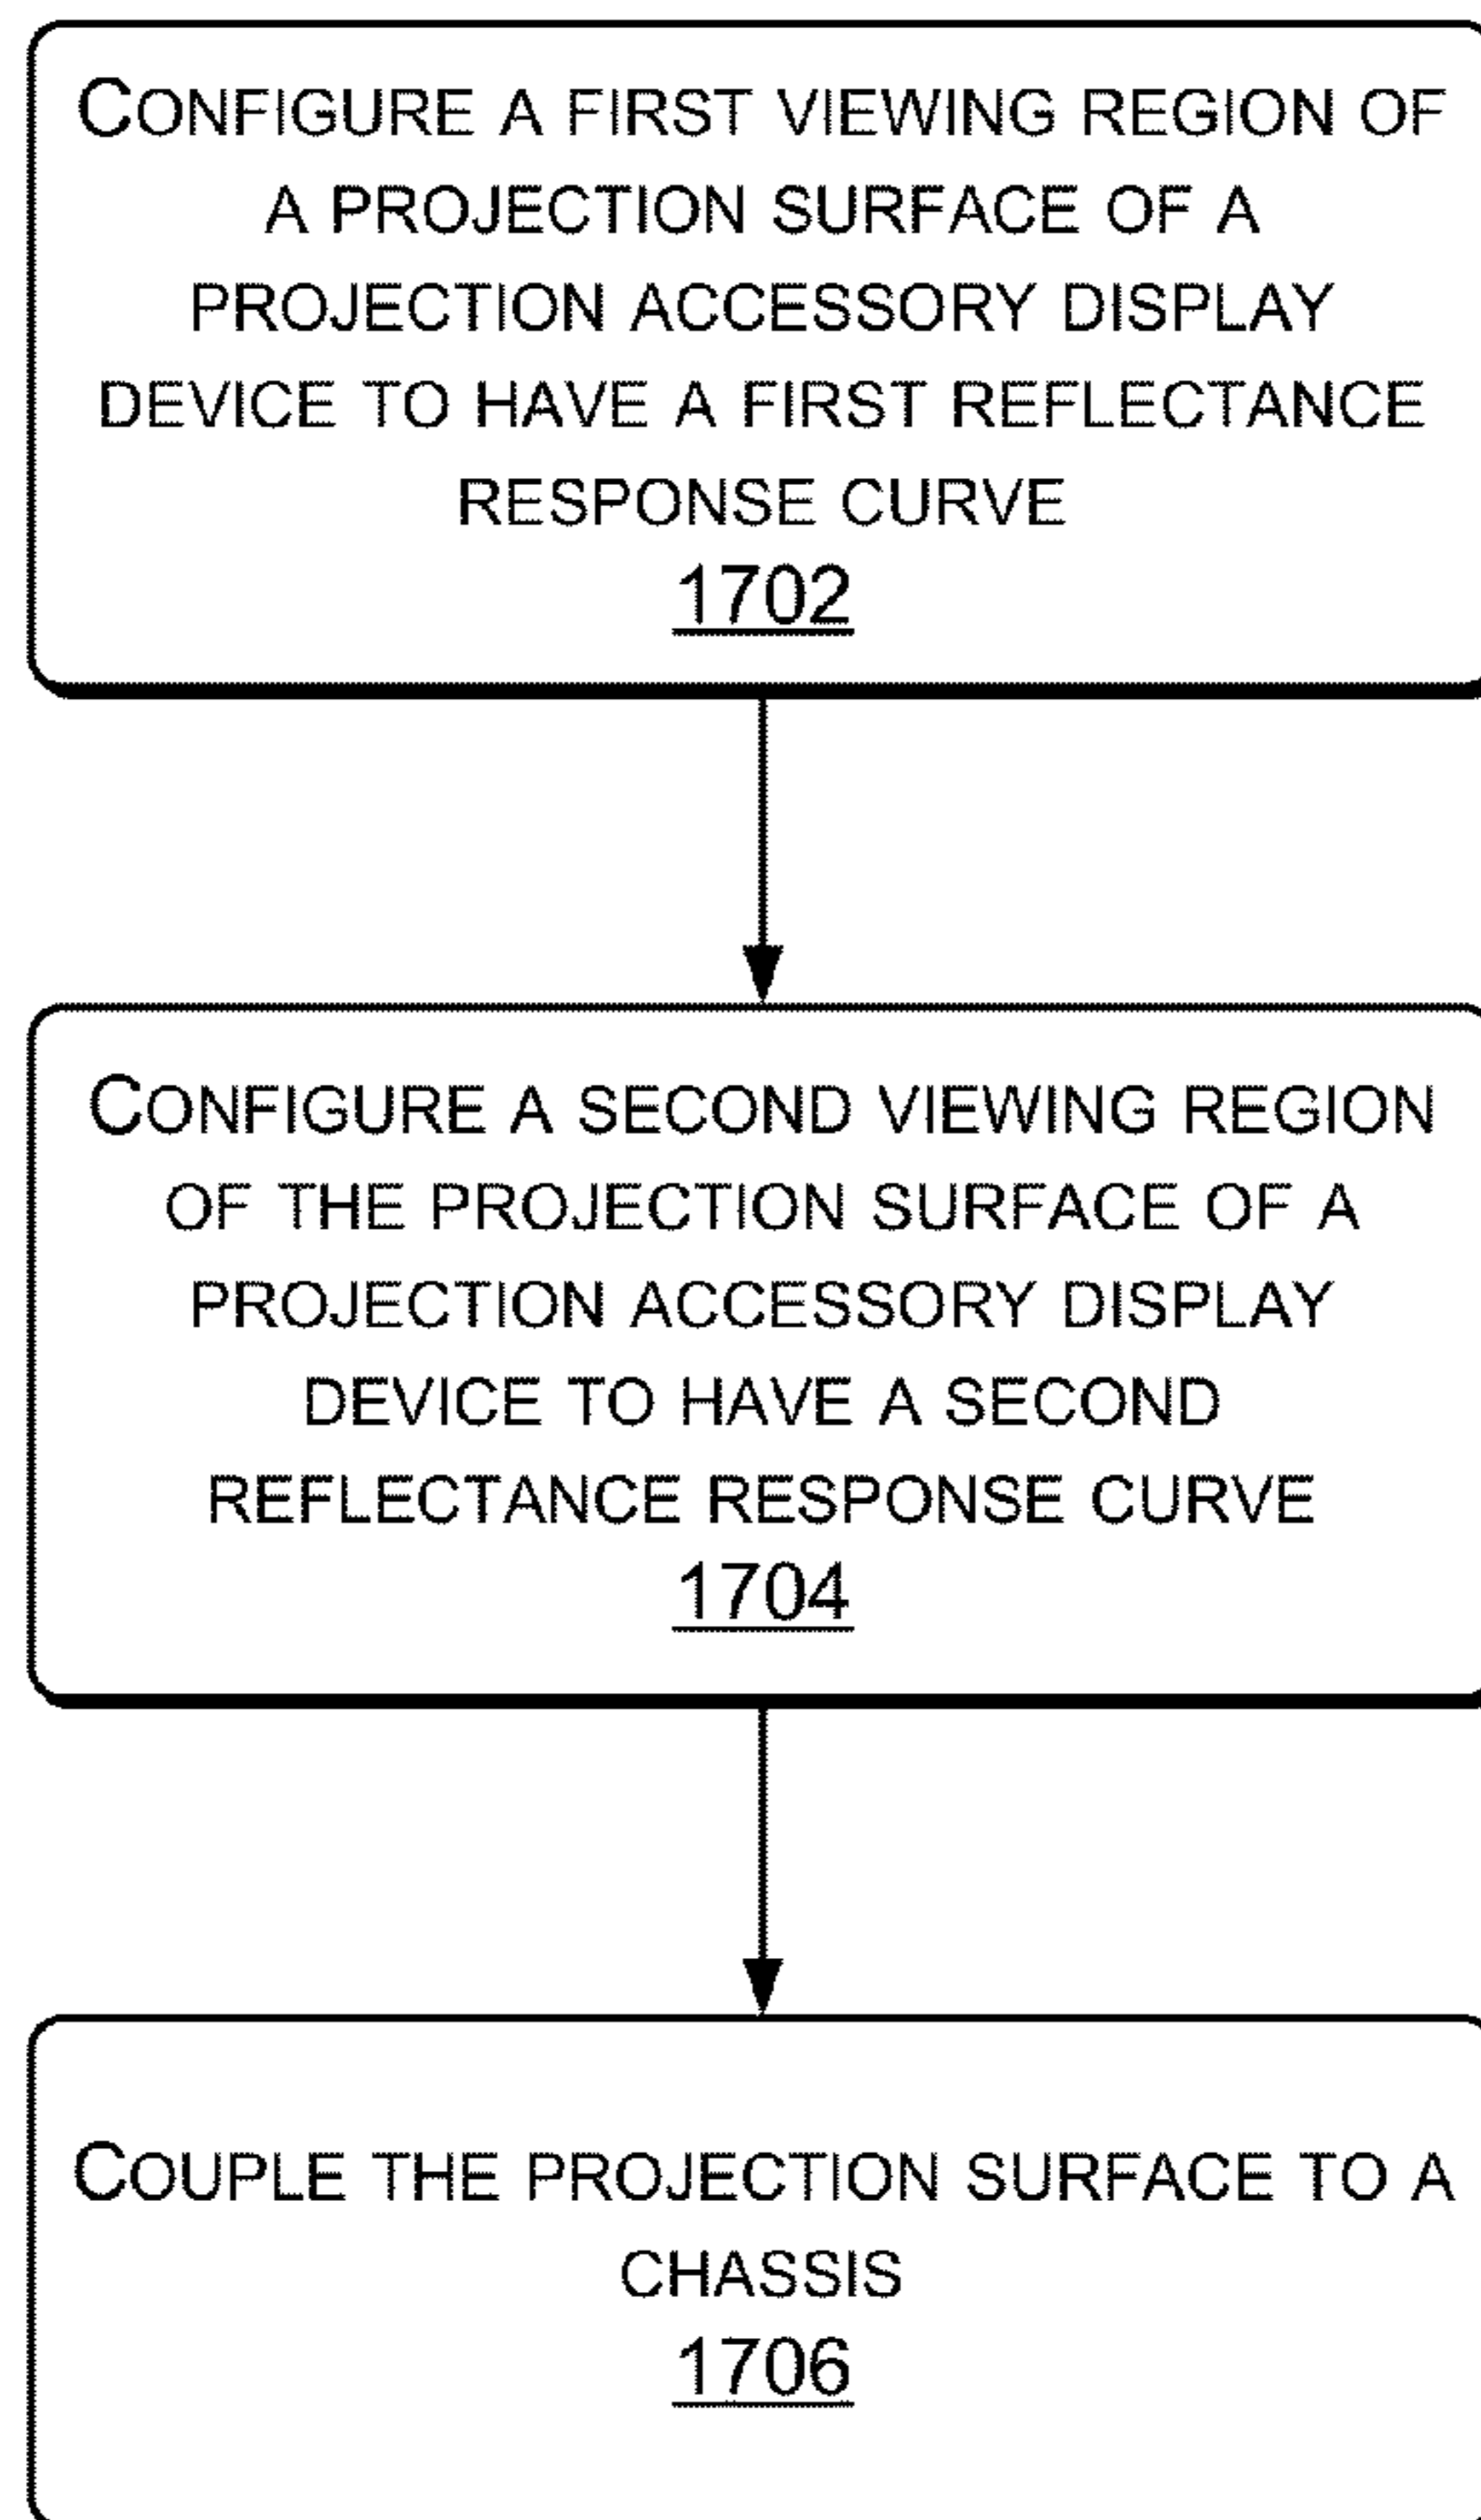 CONFIGURE A FIRST VIEWING REGION OF
A PROJECTION SURFACE OF A
PROJECTION ACCESSORY DISPLAY
DEVICE TO HAVE A FIRST REFLECTANCE
RESPONSE CURVE
1702
CONFIGURE A SECOND VIEWING REGION
OF THE PROJECTION SURFACE OF A
PROJECTION ACCESSORY DISPLAY
DEVICE TO HAVE A SECOND
REFLECTANCE RESPONSE CURVE
1704
COUPLE THE PROJECTION SURFACE TO A
CHASSIS
1706